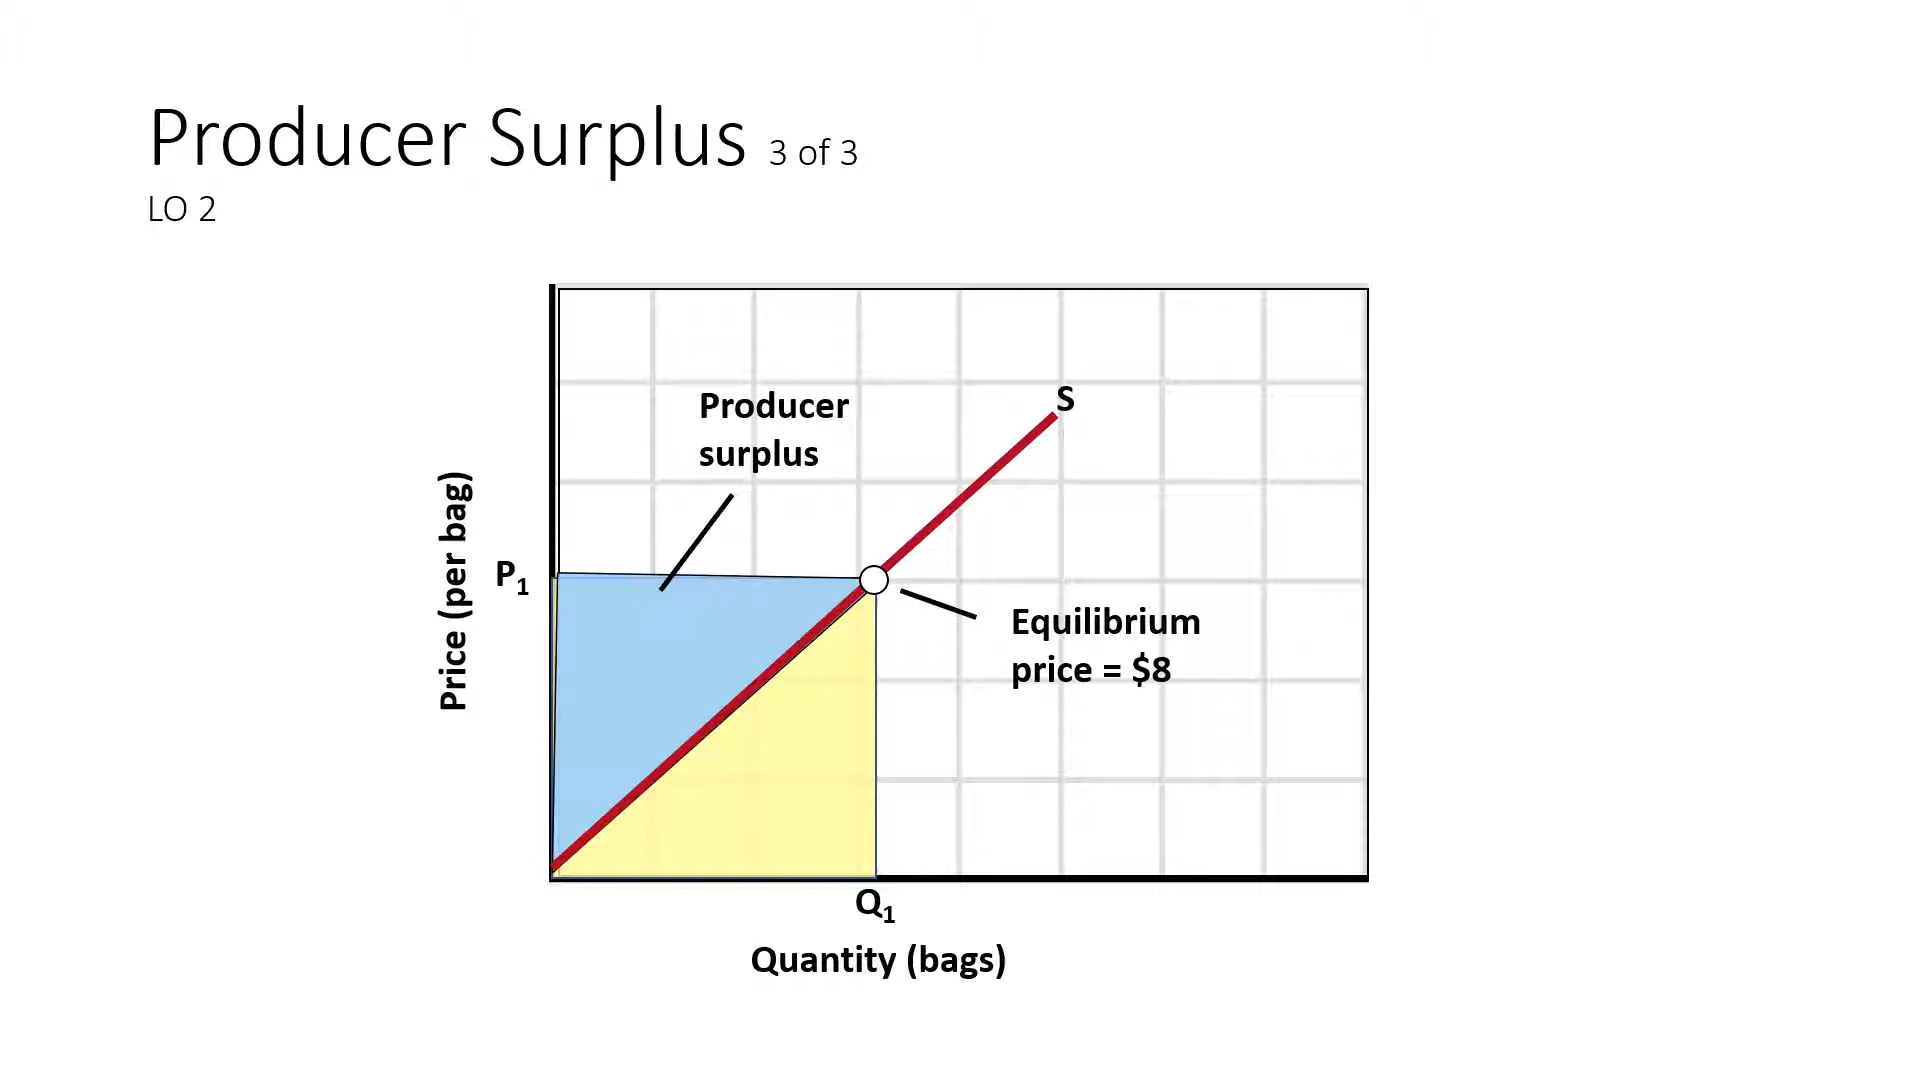 Producer Surplus 3 of 3
LO 2
Producer
surplus
S
Price (per bag)
P1
Equilibrium
price = $8
Q1
Quantity (bags)